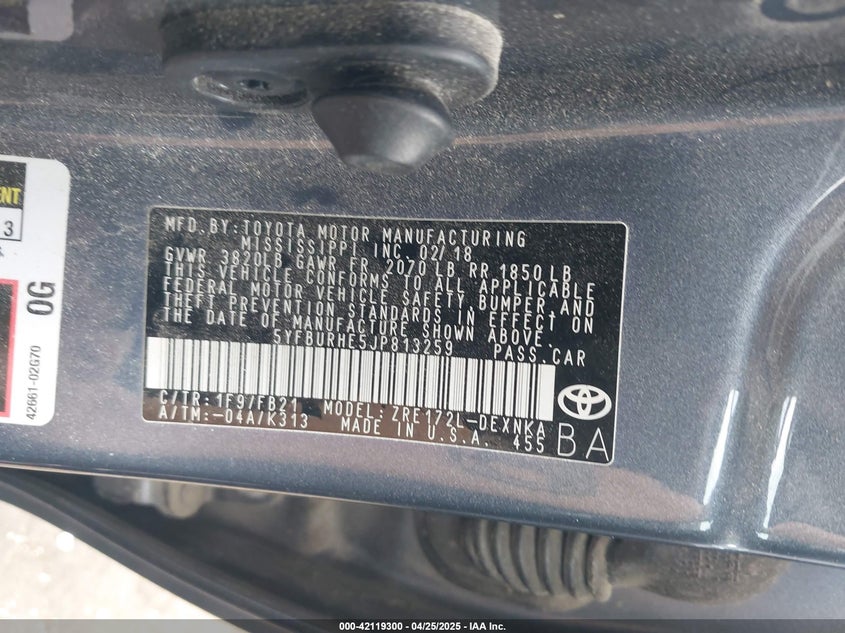 MFD.BY:TOYOTA MOTOR MANUFACTURING
MISSISSIPPI INC. 02/18
GVWR 3820LB GAWR FR 2070 LB RR 1850 LB
THIS VEHICLE CONFORMS TO ALL APPLICABLE
FEDERAL MOTOR VEHICLE SAFETY, BUMPER, AND
THEFT PREVENTION STANDARDS IN EFFECT ON
THE DATE OF MANUFACTURE SHOWN ABOVE.
5YFBURHE5JP813259 PASS.CAR
C/TR:1F9/FB21 MODEL:ZRE172L-DEXNKA
A/TM:-04A/K313 MADE IN U.S.A. 455
BA
3
0G
42661-02G70
000-42119300 - 04/25/2025 - IAA Inc.